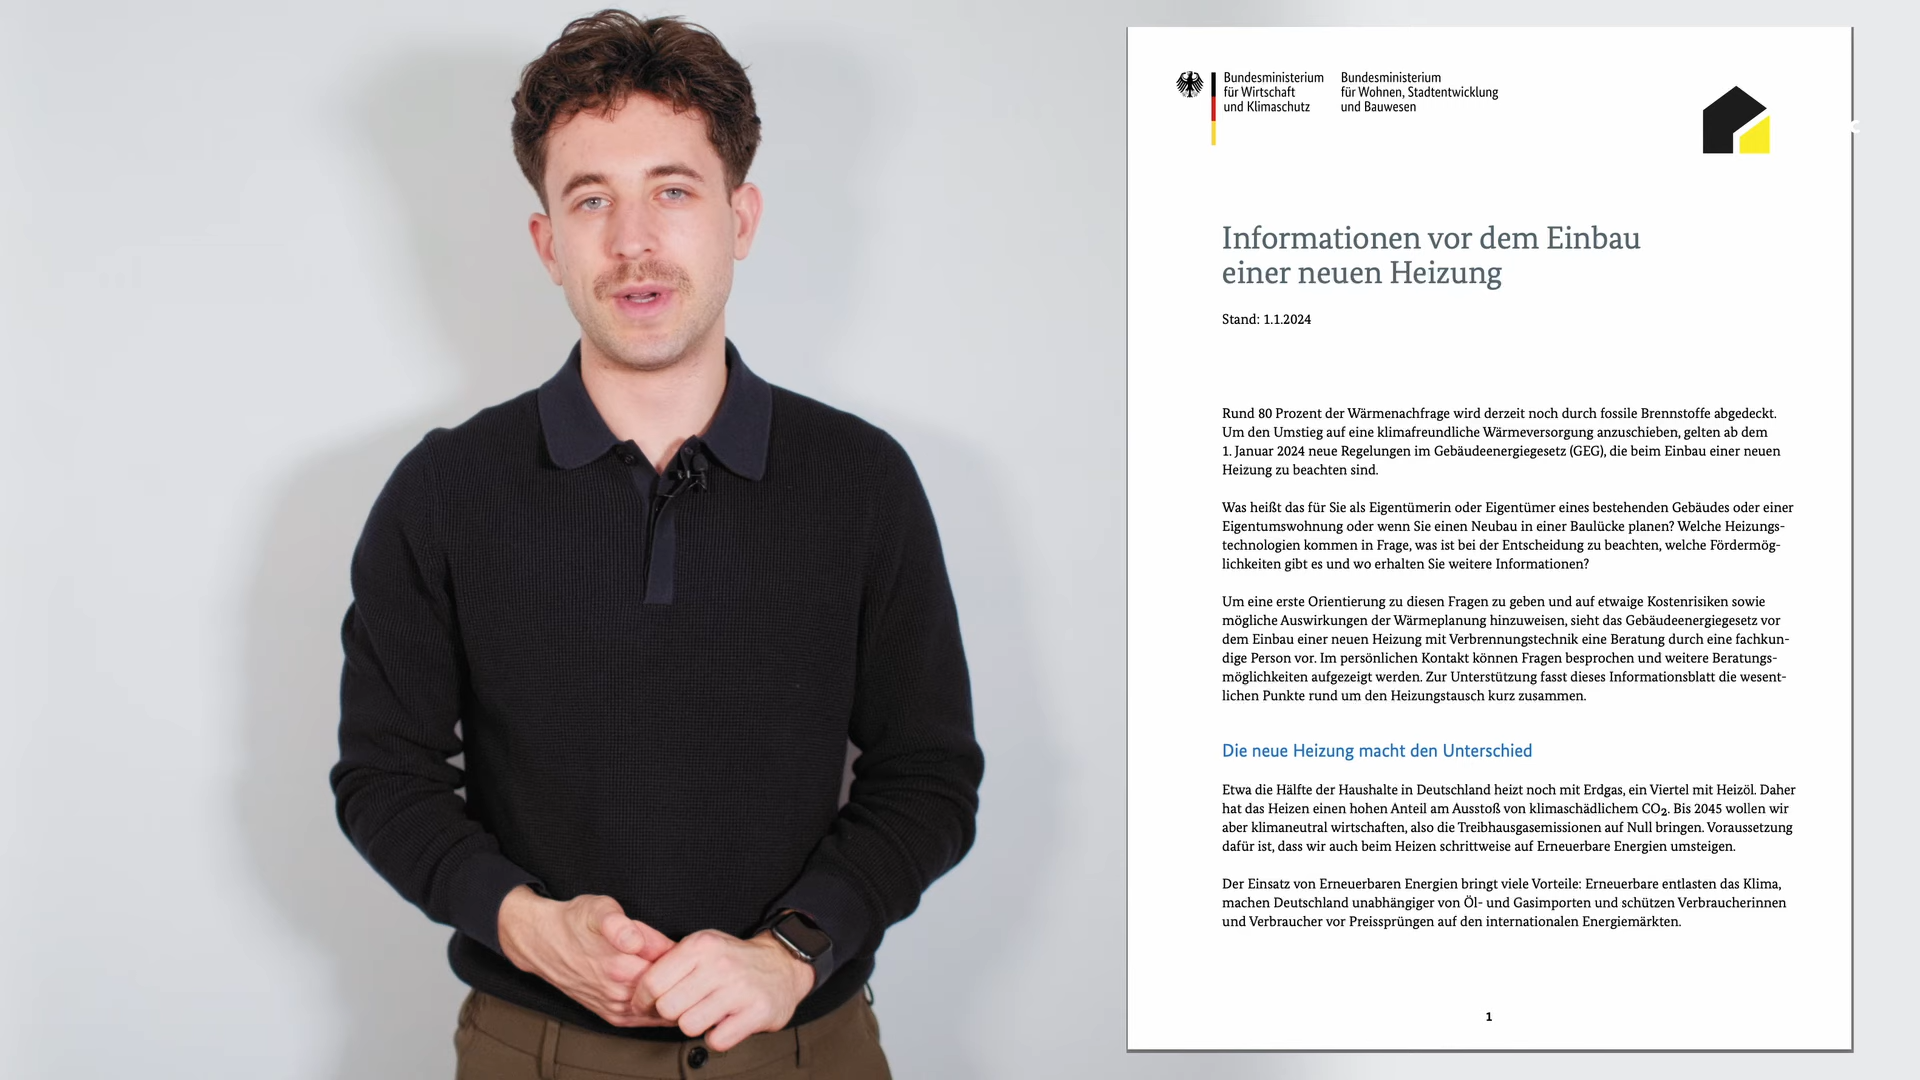 Bundesministerium
für Wirtschaft
und Klimaschutz
Bundesministerium
für Wohnen, Stadtentwicklung
und Bauwesen
Informationen vor dem Einbau
einer neuen Heizung
Stand: 1.1.2024
Rund 80 Prozent der Wärmenachfrage wird derzeit noch durch fossile Brennstoffe abgedeckt.
Um den Umstieg auf eine klimafreundliche Wärmeversorgung anzuschieben, gelten ab dem
1. Januar 2024 neue Regelungen im Gebäudeenergiegesetz (GEG), die beim Einbau einer neuen
Heizung zu beachten sind.
Was heißt das für Sie als Eigentümerin oder Eigentümer eines bestehenden Gebäudes oder einer
Eigentumswohnung oder wenn Sie einen Neubau in einer Baulücke planen? Welche Heizungs-
technologien kommen in Frage, was ist bei der Entscheidung zu beachten, welche Fördermög-
lichkeiten gibt es und wo erhalten Sie weitere Informationen?
Um eine erste Orientierung zu diesen Fragen zu geben und auf etwaige Kostenrisiken sowie
mögliche Auswirkungen der Wärmeplanung hinzuweisen, sieht das Gebäudeenergiegesetz vor
dem Einbau einer neuen Heizung mit Verbrennungstechnik eine Beratung durch eine fachkun-
dige Person vor. Im persönlichen Kontakt können Fragen besprochen und weitere Beratungs-
möglichkeiten aufgezeigt werden. Zur Unterstützung fasst dieses Informationsblatt die wesent-
lichen Punkte rund um den Heizungstausch kurz zusammen.
Die neue Heizung macht den Unterschied
Etwa die Hälfte der Haushalte in Deutschland heizt noch mit Erdgas, ein Viertel mit Heizöl. Daher
hat das Heizen einen hohen Anteil am Ausstoß von klimaschädlichem CO₂. Bis 2045 wollen wir
aber klimaneutral wirtschaften, also die Treibhausgasemissionen auf Null bringen. Voraussetzung
dafür ist, dass wir auch beim Heizen schrittweise auf Erneuerbare Energien umsteigen.
Der Einsatz von Erneuerbaren Energien bringt viele Vorteile: Erneuerbare entlasten das Klima,
machen Deutschland unabhängiger von Öl- und Gasimporten und schützen Verbraucherinnen
und Verbraucher vor Preissprüngen auf den internationalen Energiemärkten.
1